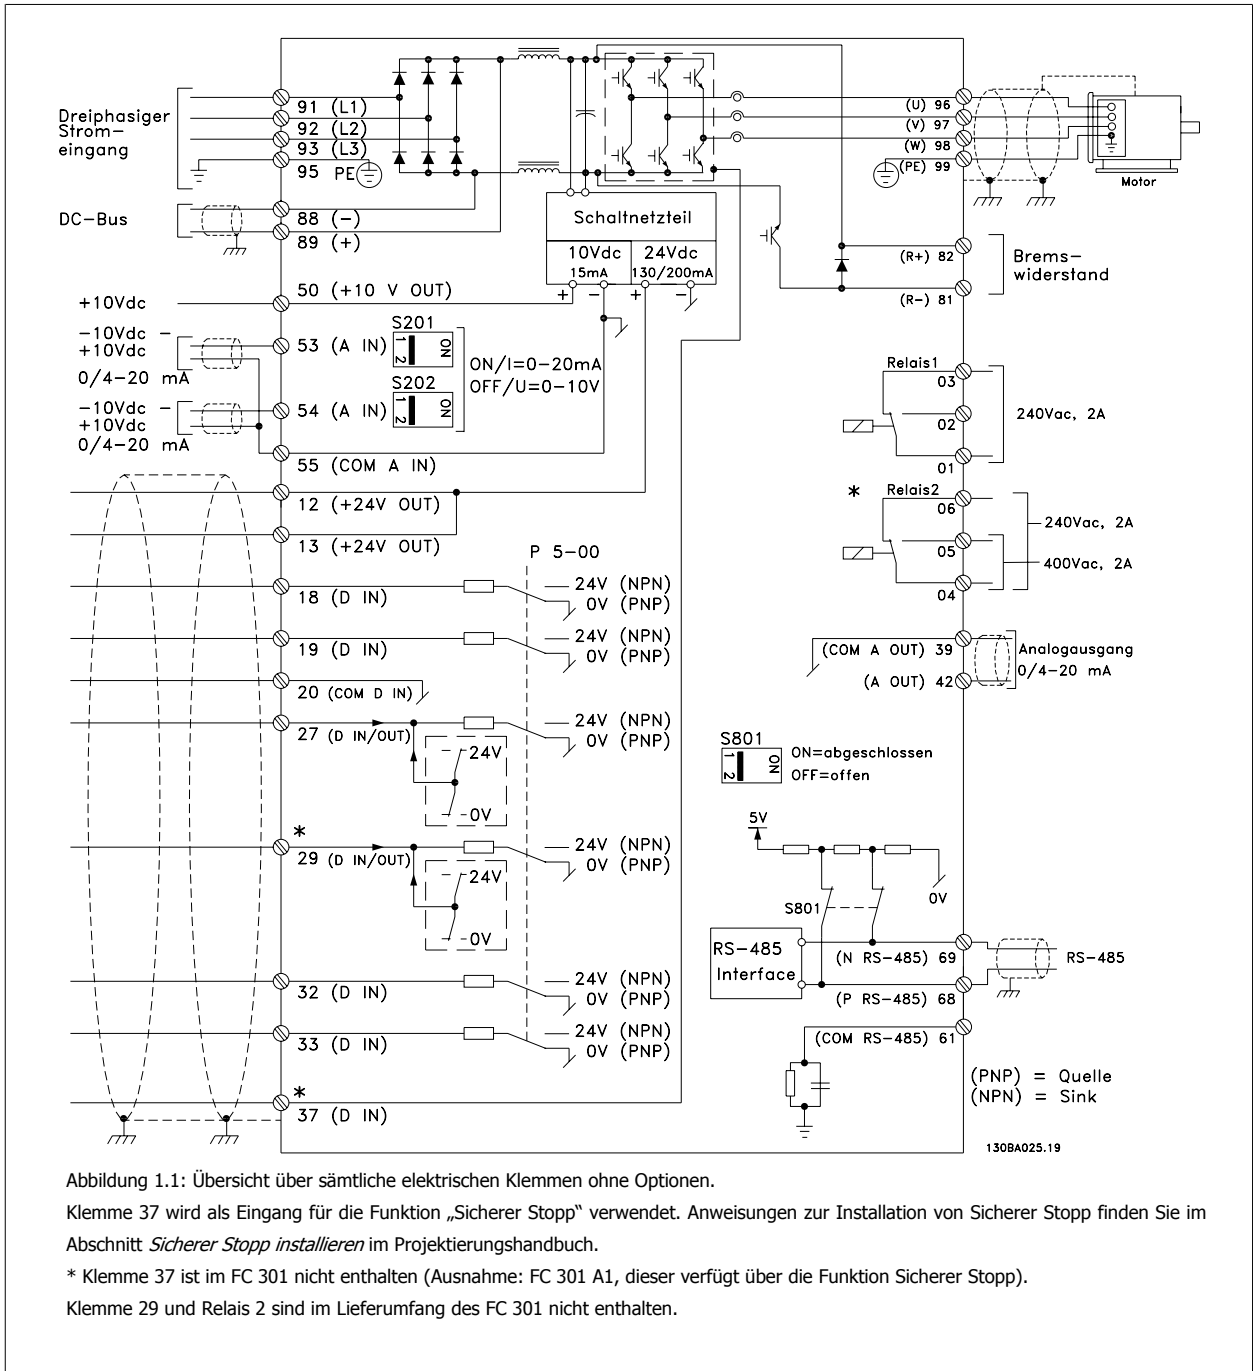 Dreiphasiger
Strom-
eingang
91 (L1)
92 (L2)
93 (L3)
95 PE
DC-Bus
88 (-)
89 (+)
+10Vdc
50 (+10 V OUT)
-10Vdc -
+10Vdc
0/4-20 mA
53 (A IN)
S201
1 2
ON
-10Vdc -
+10Vdc
0/4-20 mA
54 (A IN)
S202
1 2
ON
ON/I=0-20mA
OFF/U=0-10V
55 (COM A IN)
12 (+24V OUT)
13 (+24V OUT)
Schaltnetzteil
10Vdc
15mA
24Vdc
130/200mA
+ - + -
P 5-00
18 (D IN)
24V (NPN)
0V (PNP)
19 (D IN)
24V (NPN)
0V (PNP)
20 (COM D IN)
27 (D IN/OUT)
24V (NPN)
0V (PNP)
24V
0V
*
29 (D IN/OUT)
24V (NPN)
0V (PNP)
24V
0V
32 (D IN)
24V (NPN)
0V (PNP)
33 (D IN)
24V (NPN)
0V (PNP)
*
37 (D IN)
(U) 96
(V) 97
(W) 98
(PE) 99
Motor
(R+) 82
(R-) 81
Brems-
widerstand
Relais1
03
02
01
240Vac, 2A
*
Relais2
06
05
04
240Vac, 2A
400Vac, 2A
(COM A OUT) 39
(A OUT) 42
Analogausgang
0/4-20 mA
S801
1 2
ON
ON=abgeschlossen
OFF=offen
5V
0V
S801
RS-485
Interface
(N RS-485) 69
(P RS-485) 68
RS-485
(COM RS-485) 61
(PNP) = Quelle
(NPN) = Sink
130BA025.19
Abbildung 1.1: Übersicht über sämtliche elektrischen Klemmen ohne Optionen.
Klemme 37 wird als Eingang für die Funktion „Sicherer Stopp“ verwendet. Anweisungen zur Installation von Sicherer Stopp finden Sie im
Abschnitt Sicherer Stopp installieren im Projektierungshandbuch.
* Klemme 37 ist im FC 301 nicht enthalten (Ausnahme: FC 301 A1, dieser verfügt über die Funktion Sicherer Stopp).
Klemme 29 und Relais 2 sind im Lieferumfang des FC 301 nicht enthalten.